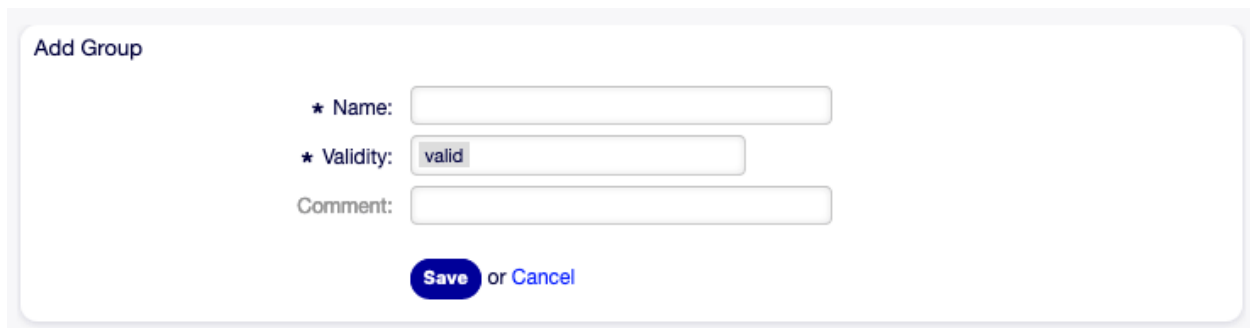 Add Group
★ Name:
★ Validity: valid
Comment:
Save or Cancel